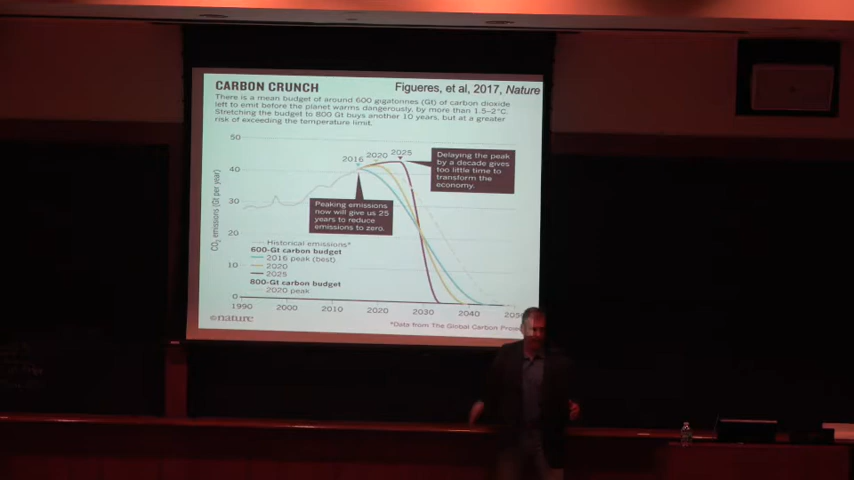 CARBON CRUNCH
Figueres, et al, 2017, Nature
There is a mean budget of around 600 gigatonnes (Gt) of carbon dioxide
left to emit before the planet warms dangerously, by more than 1.5–2°C.
Stretching the budget to 800 Gt buys another 10 years, but at a greater
risk of exceeding the temperature limit.
50
40
30
20
10
0
CO2 emissions (Gt per year)
2016
2020
2025
Delaying the peak
by a decade gives
too little time to
transform the
economy.
Peaking emissions
now will give us 25
years to reduce
emissions to zero.
Historical emissions*
600-Gt carbon budget
2016 peak (best)
2020
2025
800-Gt carbon budget
2020 peak
1990
2000
2010
2020
2030
2040
©nature
*Data from The Global Carbon